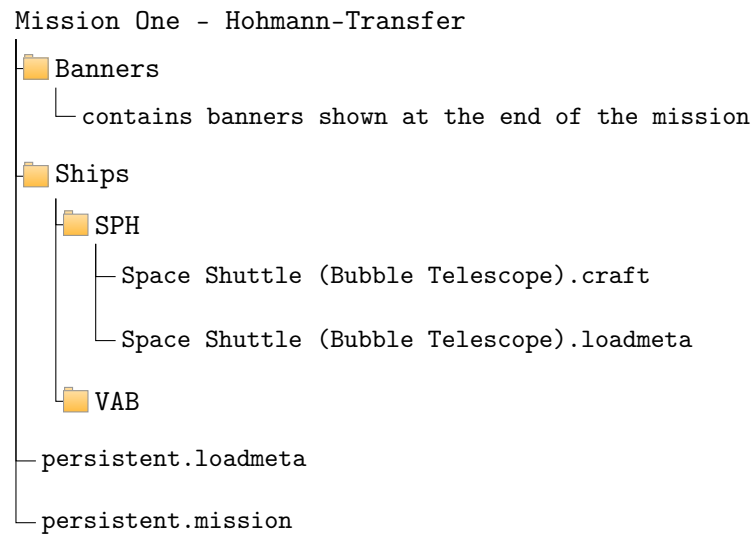 Mission One - Hohmann-Transfer
Banners
contains banners shown at the end of the mission
Ships
SPH
Space Shuttle (Bubble Telescope).craft
Space Shuttle (Bubble Telescope).loadmeta
VAB
persistent.loadmeta
persistent.mission